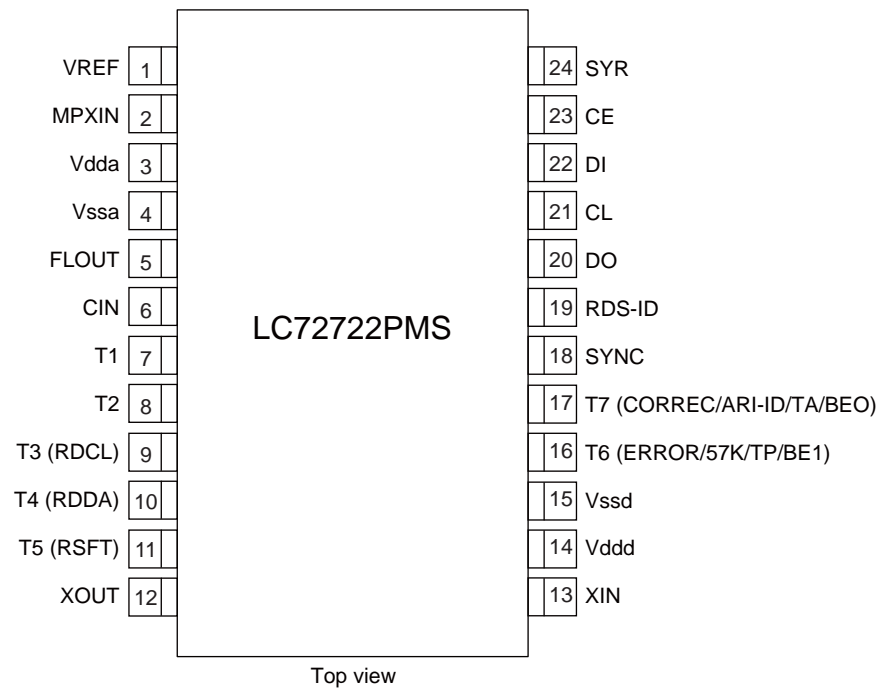 VREF 1 24 SYR
MPXIN 2 23 CE
Vdda 3 22 DI
Vssa 4 21 CL
FLOUT 5 20 DO
CIN 6 19 RDS-ID
LC72722PMS
T1 7 18 SYNC
T2 8 17 T7 (CORREC/ARI-ID/TA/BEO)
T3 (RDCL) 9 16 T6 (ERROR/57K/TP/BE1)
T4 (RDDA) 10 15 Vssd
T5 (RSFT) 11 14 Vddd
XOUT 12 13 XIN
Top view